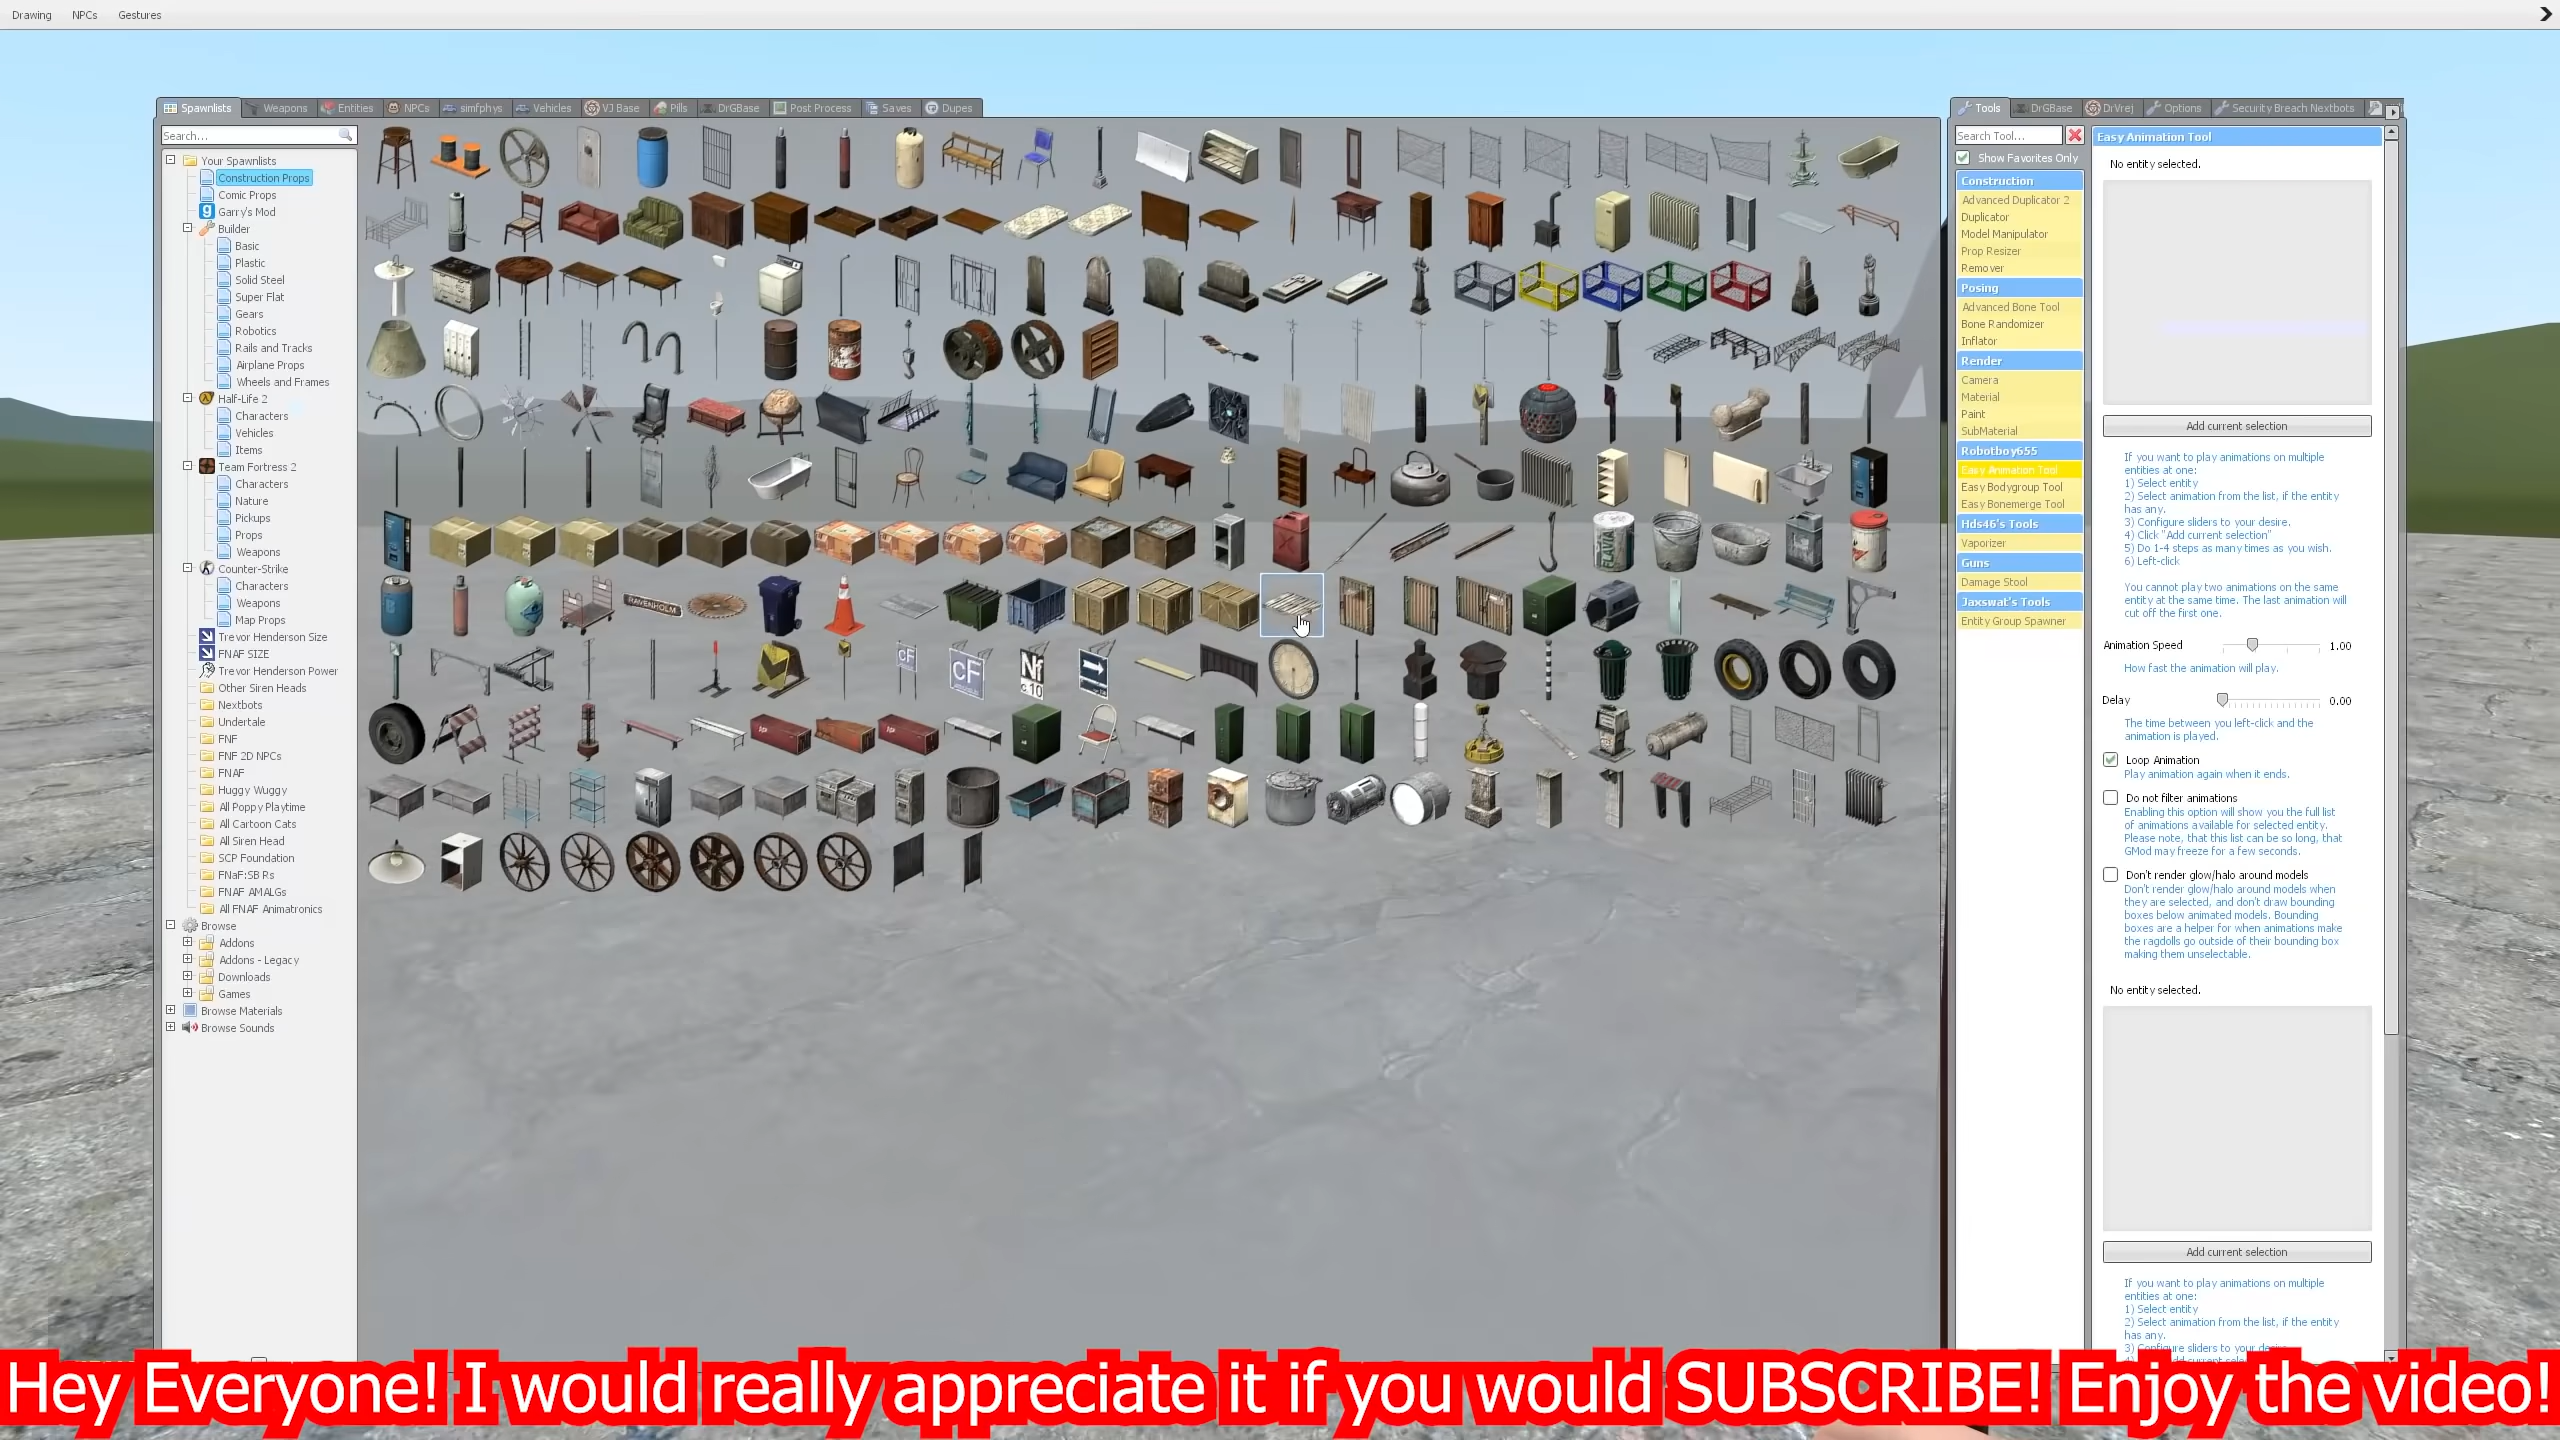 Drawing NPCs Gestures
Spawnlists Weapons Entities NPCs simfphys Vehicles VJ Base Pills DrGBase Post Process Saves Dupes
Search...
Your Spawnlists
Construction Props
Comic Props
Garry's Mod
Builder
Basic
Plastic
Solid Steel
Super Flat
Gears
Robotics
Rails and Tracks
Airplane Props
Wheels and Frames
Half-Life 2
Characters
Vehicles
Items
Team Fortress 2
Characters
Nature
Pickups
Props
Weapons
Counter-Strike
Characters
Weapons
Map Props
Trevor Henderson Size
FNAF SIZE
Trevor Henderson Power
Other Siren Heads
Nextbots
Undertale
FNF
FNF 2D NPCs
FNAF
Huggy Wuggy
All Poppy Playtime
All Cartoon Cats
All Siren Head
SCP Foundation
FNaF:SB Rs
FNAF AMALGs
All FNAF Animatronics
Browse
Addons
Addons - Legacy
Downloads
Games
Browse Materials
Browse Sounds
RAVENHOLM
cF
cF
Nf
c 10
Tools DrGBase DrVrej Options Security Breach Nextbots
Search Tool...
Show Favorites Only
Construction
Advanced Duplicator 2
Duplicator
Model Manipulator
Prop Resizer
Remover
Posing
Advanced Bone Tool
Bone Randomizer
Inflator
Render
Camera
Material
Paint
SubMaterial
Robotboy655
Easy Animation Tool
Easy Bodygroup Tool
Easy Bonemerge Tool
Hds46's Tools
Vaporizer
Guns
Damage Stool
Jaxswat's Tools
Entity Group Spawner
Easy Animation Tool
No entity selected.
Add current selection
If you want to play animations on multiple
entities at one:
1) Select entity
2) Select animation from the list, if the entity
has any.
3) Configure sliders to your desire.
4) Click "Add current selection"
5) Do 1-4 steps as many times as you wish.
6) Left-click
You cannot play two animations on the same
entity at the same time. The last animation will
cut off the first one.
Animation Speed 1.00
How fast the animation will play.
Delay 0.00
The time between you left-click and the
animation is played.
Loop Animation
Play animation again when it ends.
Do not filter animations
Enabling this option will show you the full list
of animations available for selected entity.
Please note, that this list can be so long, that
GMod may freeze for a few seconds.
Don't render glow/halo around models
Don't render glow/halo around models when
they are selected, and don't draw bounding
boxes below animated models. Bounding
boxes are a helper for when animations make
the ragdolls go outside of their bounding box
making them unselectable.
No entity selected.
Add current selection
If you want to play animations on multiple
entities at one:
1) Select entity
2) Select animation from the list, if the entity
has any.
3) Configure sliders to your desire.
Hey Everyone! I would really appreciate it if you would SUBSCRIBE! Enjoy the video!